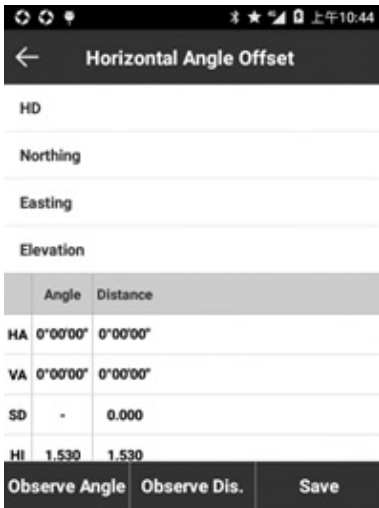 上午10:44
Horizontal Angle Offset
HD
Northing
Easting
Elevation
Angle Distance
HA 0°00'00" 0°00'00"
VA 0°00'00" 0°00'00"
SD - 0.000
HI 1.530 1.530
Observe Angle Observe Dis. Save